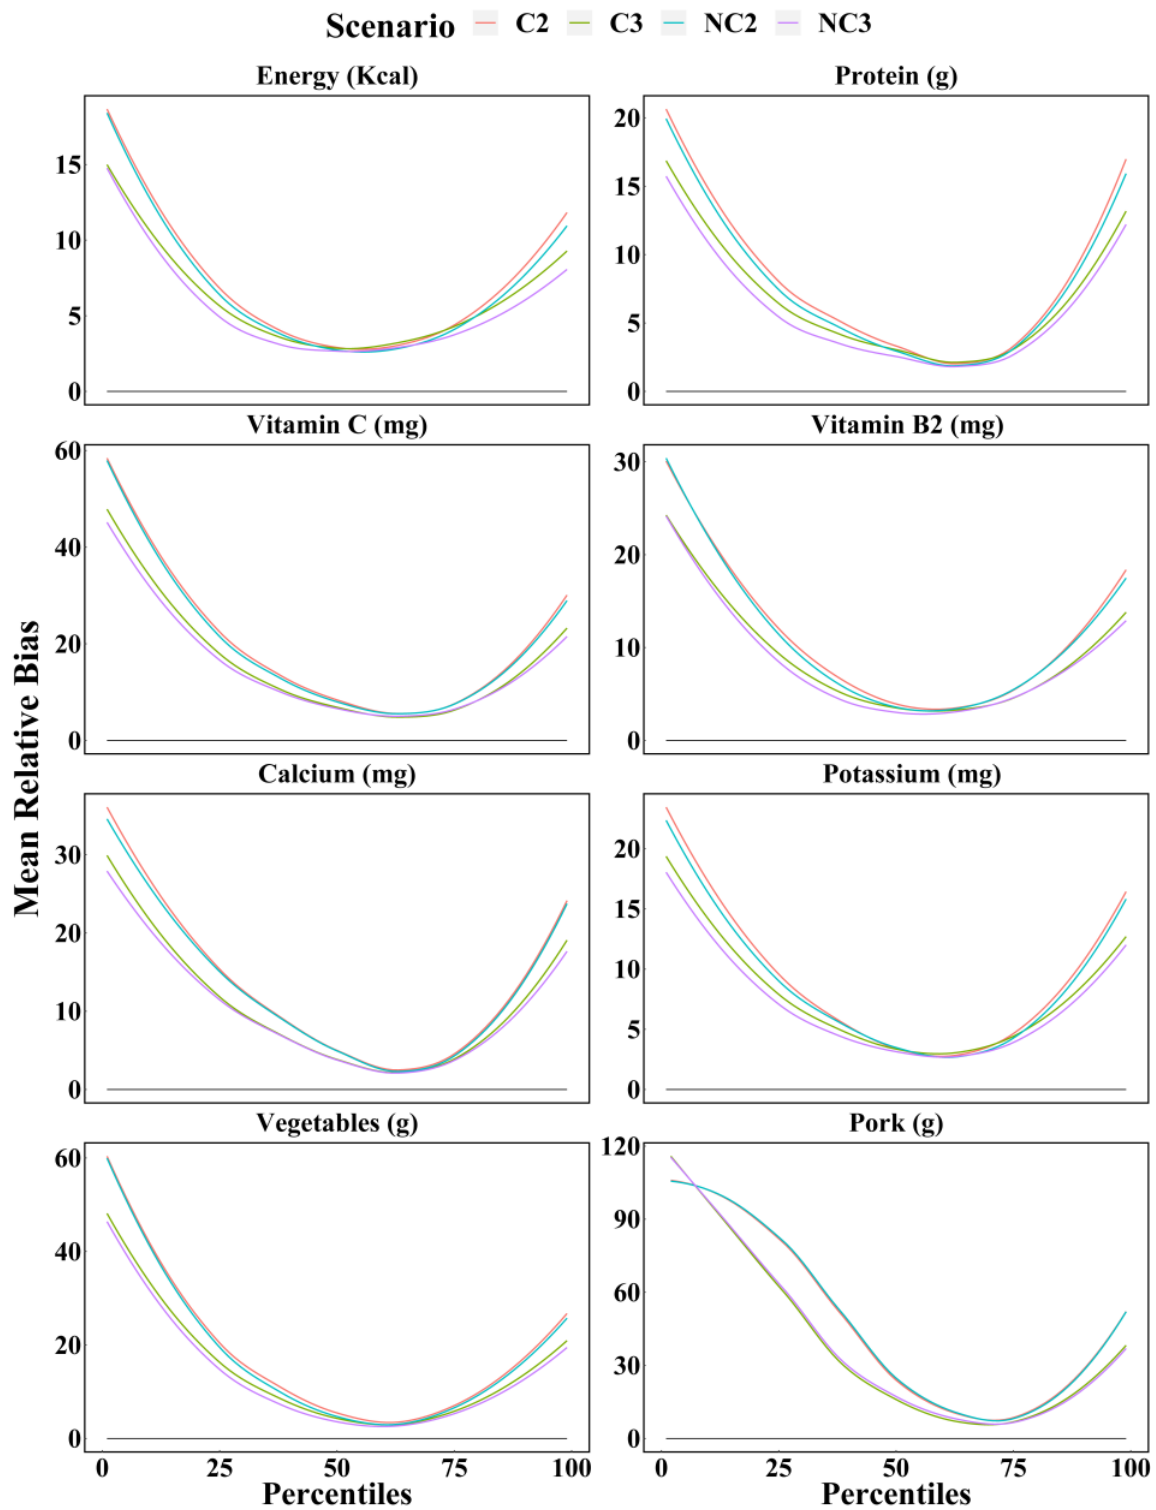 Scenario C2 C3 NC2 NC3
Energy (Kcal)
Protein (g)
15
10
5
0
20
15
10
5
0
Vitamin C (mg)
Vitamin B2 (mg)
60
40
20
0
30
20
10
0
Mean Relative Bias
Calcium (mg)
Potassium (mg)
30
20
10
0
20
15
10
5
0
Vegetables (g)
Pork (g)
60
40
20
0
120
90
60
30
0
0 25 50 75 100
0 25 50 75 100
Percentiles
Percentiles